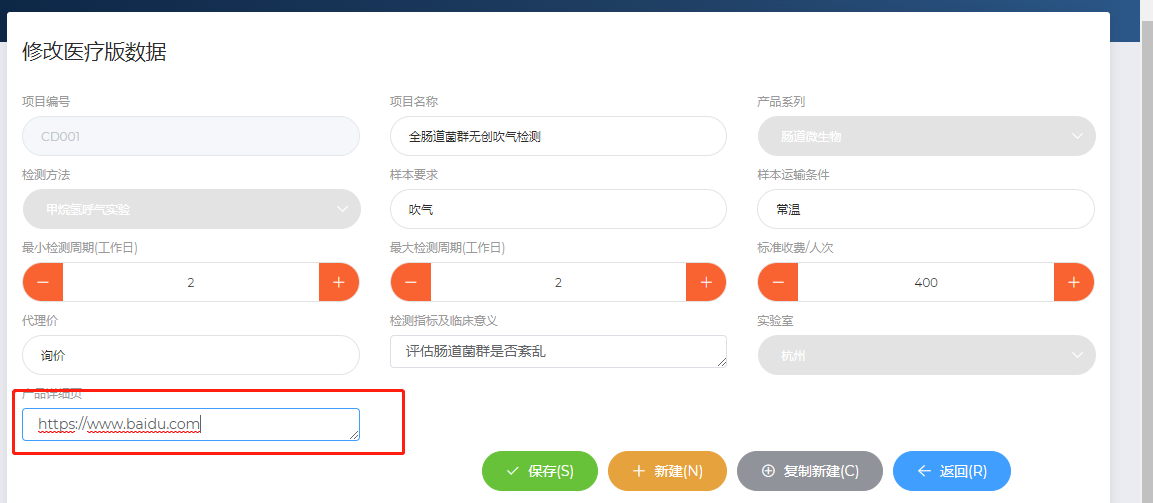 修改医疗版数据
项目编号
项目名称
产品系列
CD001
全肠道菌群无创吹气检测
肠道微生物
检测方法
样本要求
样本运输条件
甲烷氢呼气实验
吹气
常温
最小检测周期(工作日)
最大检测周期(工作日)
标准收费/人次
2
2
400
代理价
检测指标及临床意义
实验室
询价
评估肠道菌群是否紊乱
杭州
产品详细页
https://www.baidu.com
保存(S)
新建(N)
复制新建(C)
返回(R)